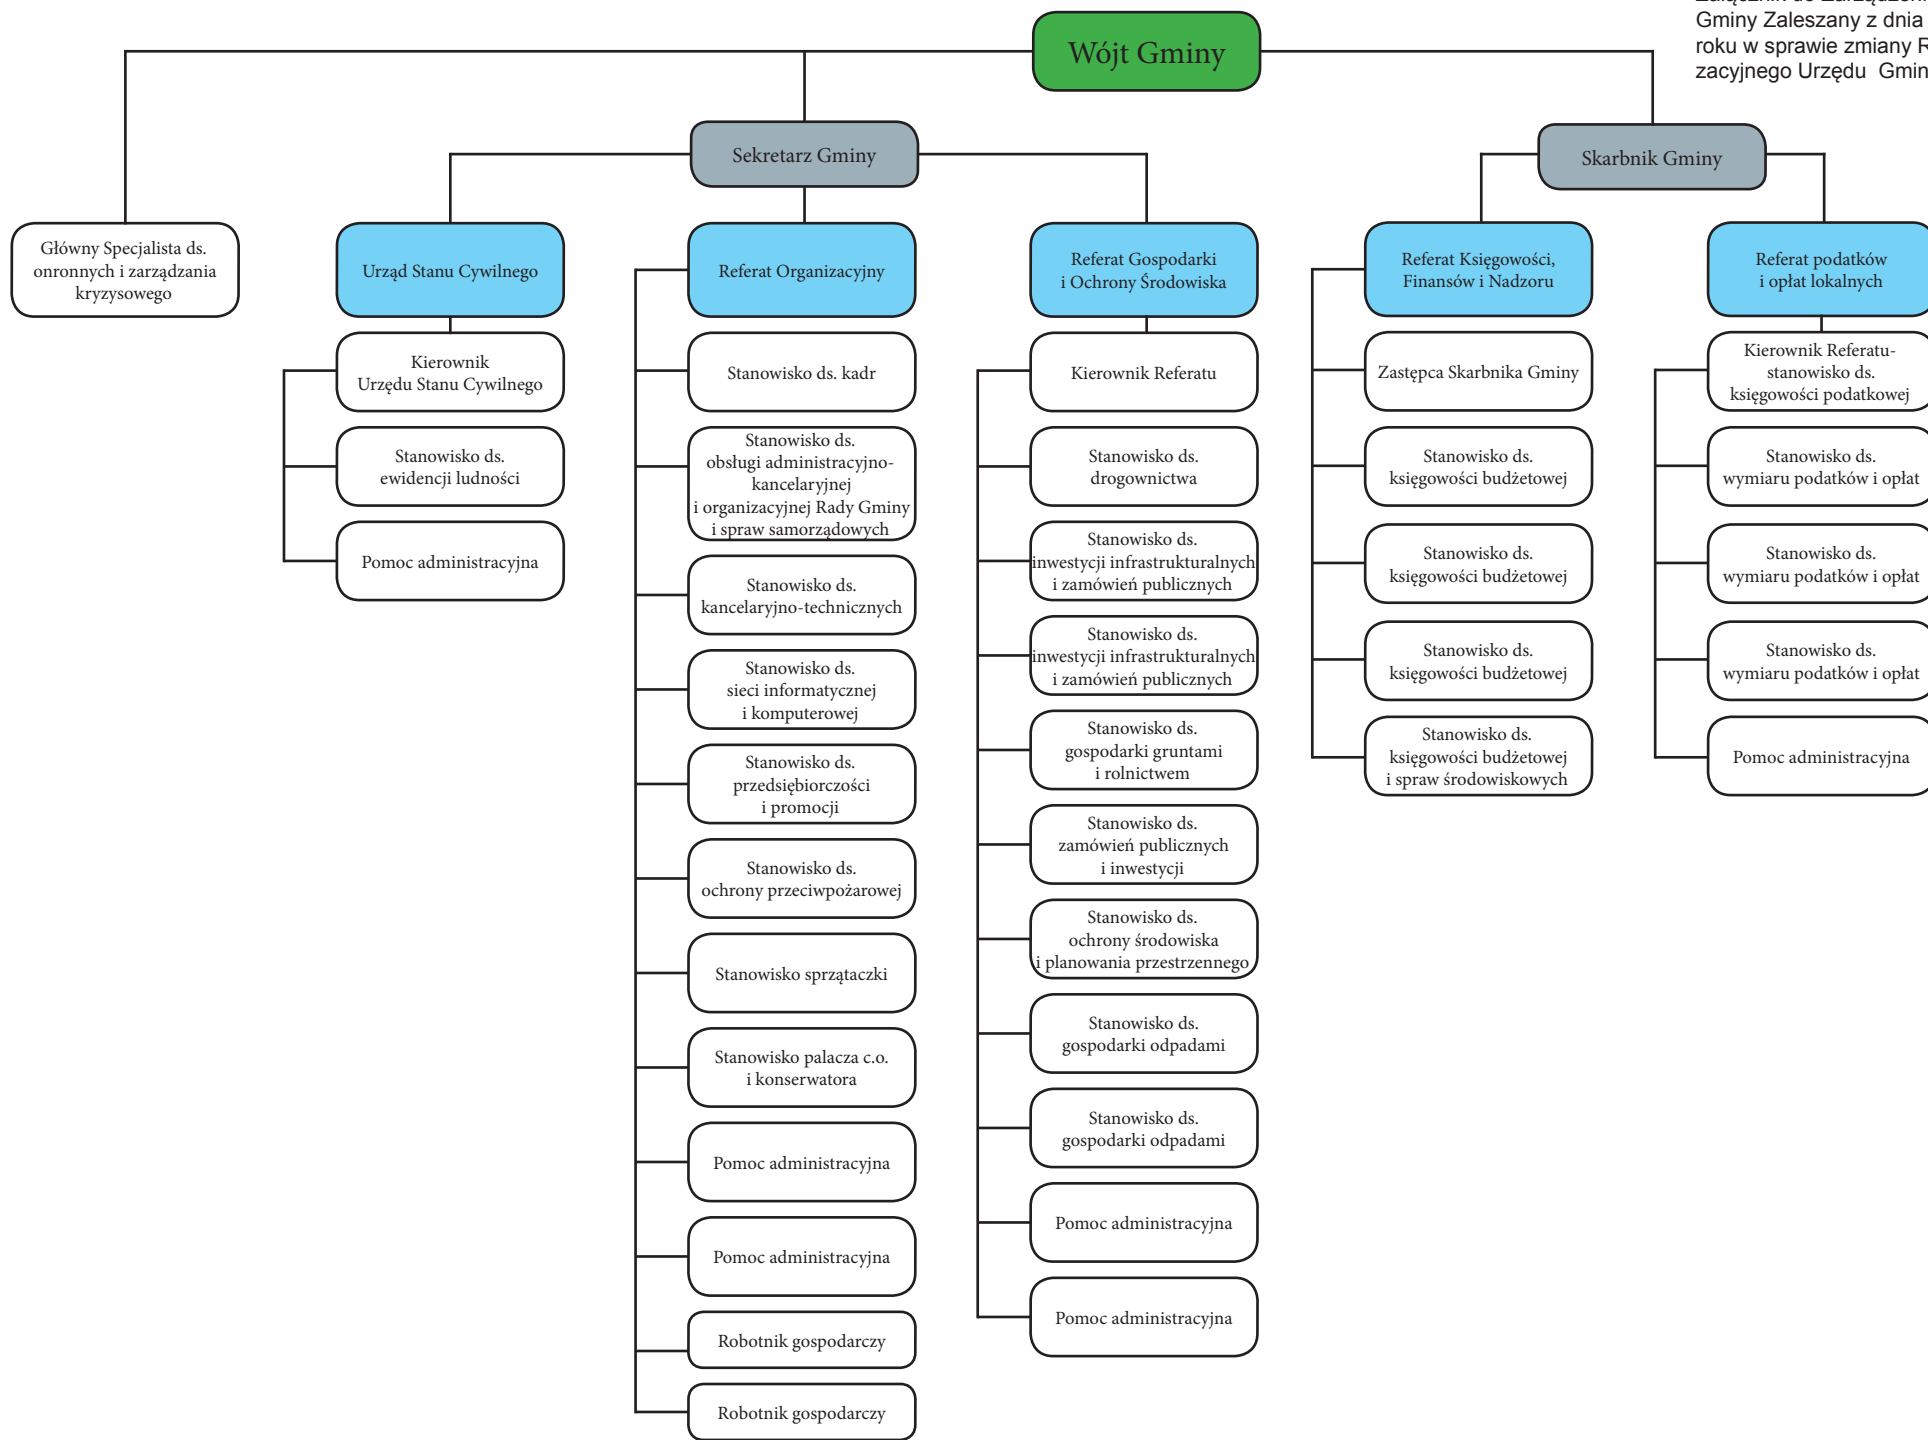 Gminy Zaleszany z dnia
roku w sprawie zmiany R
zacyjnego Urzędu Gmin
Wójt Gminy
Sekretarz Gminy
Skarbnik Gminy
Główny Specjalista ds.
onronnych i zarządzania
kryzysowego
Urząd Stanu Cywilnego
Kierownik
Urzędu Stanu Cywilnego
Stanowisko ds.
ewidencji ludności
Pomoc administracyjna
Referat Organizacyjny
Stanowisko ds. kadr
Stanowisko ds.
obsługi administracyjno-
kancelaryjnej
i organizacyjnej Rady Gminy
i spraw samorządowych
Stanowisko ds.
kancelaryjno-technicznych
Stanowisko ds.
sieci informatycznej
i komputerowej
Stanowisko ds.
przedsiębiorczości
i promocji
Stanowisko ds.
ochrony przeciwpożarowej
Stanowisko sprzątaczki
Stanowisko palacza c.o.
i konserwatora
Pomoc administracyjna
Pomoc administracyjna
Robotnik gospodarczy
Robotnik gospodarczy
Referat Gospodarki
i Ochrony Środowiska
Kierownik Referatu
Stanowisko ds.
drogownictwa
Stanowisko ds.
inwestycji infrastrukturalnych
i zamówień publicznych
Stanowisko ds.
inwestycji infrastrukturalnych
i zamówień publicznych
Stanowisko ds.
gospodarki gruntami
i rolnictwem
Stanowisko ds.
zamówień publicznych
i inwestycji
Stanowisko ds.
ochrony środowiska
i planowania przestrzennego
Stanowisko ds.
gospodarki odpadami
Stanowisko ds.
gospodarki odpadami
Pomoc administracyjna
Pomoc administracyjna
Referat Księgowości,
Finansów i Nadzoru
Zastępca Skarbnika Gminy
Stanowisko ds.
księgowości budżetowej
Stanowisko ds.
księgowości budżetowej
Stanowisko ds.
księgowości budżetowej
Stanowisko ds.
księgowości budżetowej
i spraw środowiskowych
Referat podatków
i opłat lokalnych
Kierownik Referatu-
stanowisko ds.
księgowości podatkowej
Stanowisko ds.
wymiaru podatków i opłat
Stanowisko ds.
wymiaru podatków i opłat
Stanowisko ds.
wymiaru podatków i opłat
Pomoc administracyjna